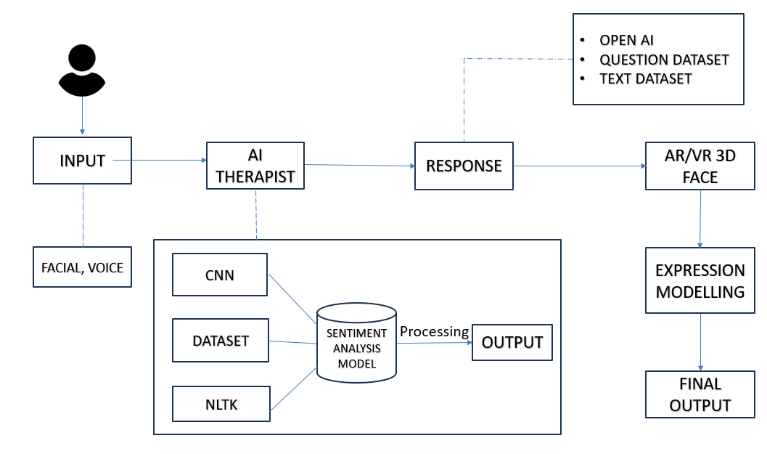 • OPEN AI
• QUESTION DATASET
• TEXT DATASET
INPUT
AI
THERAPIST
RESPONSE
AR/VR 3D
FACE
FACIAL, VOICE
CNN
DATASET
NLTK
SENTIMENT
ANALYSIS
MODEL
Processing
OUTPUT
EXPRESSION
MODELLING
FINAL
OUTPUT